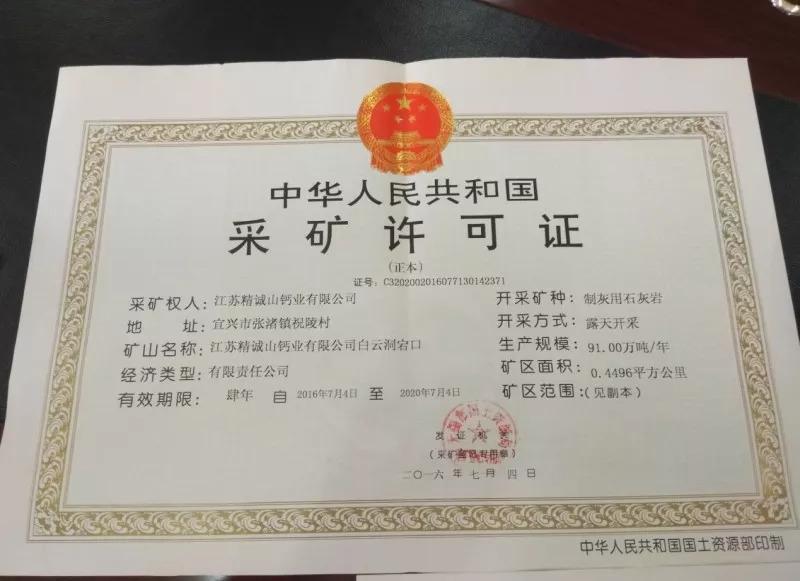 中华人民共和国
采矿许可证
(正本)
证号：C3202002016077130142371
采矿权人：江苏精诚山钙业有限公司
地 址：宜兴市张渚镇祝陵村
矿山名称：江苏精诚山钙业有限公司白云洞宕口
经济类型：有限责任公司
有效期限：肆年 自 2016年7月4日 至 2020年7月4日
开采矿种：制灰用石灰岩
开采方式：露天开采
生产规模：91.00万吨/年
矿区面积：0.4496平方公里
矿区范围：(见副本)
发证机关
(采矿登记专用章)
二〇一六年七月四日
中华人民共和国国土资源部印制